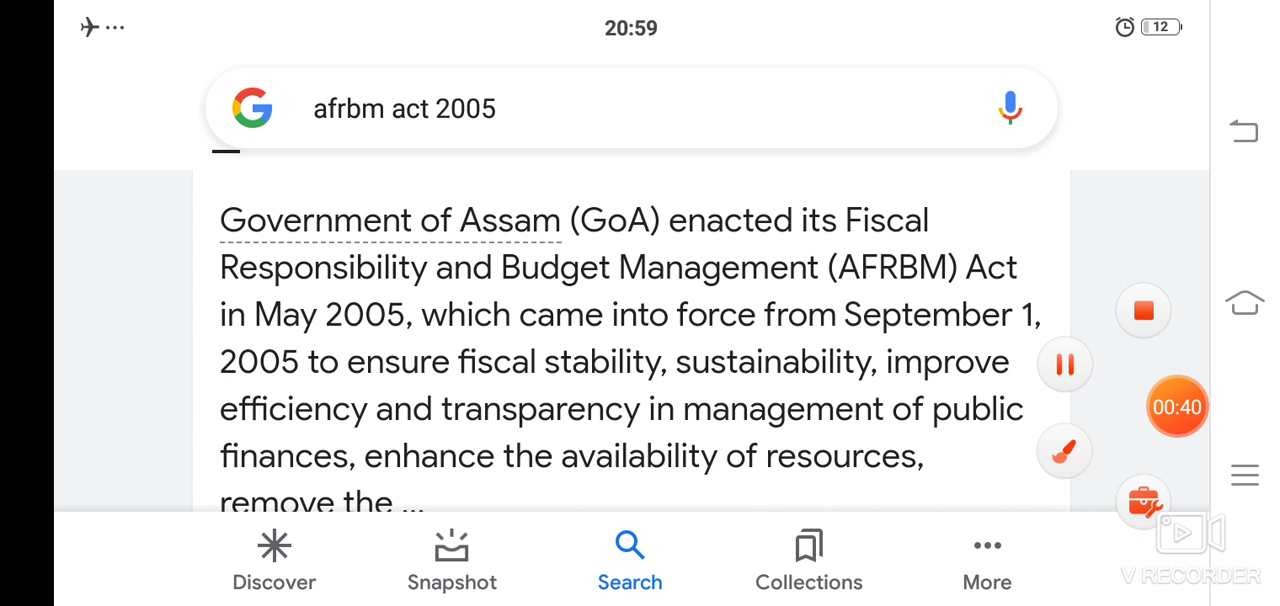 20:59
12
afrbm act 2005
Government of Assam (GoA) enacted its Fiscal
Responsibility and Budget Management (AFRBM) Act
in May 2005, which came into force from September 1,
2005 to ensure fiscal stability, sustainability, improve
efficiency and transparency in management of public
finances, enhance the availability of resources,
remove the ...
00:40
Discover
Snapshot
Search
Collections
More
V RECORDER